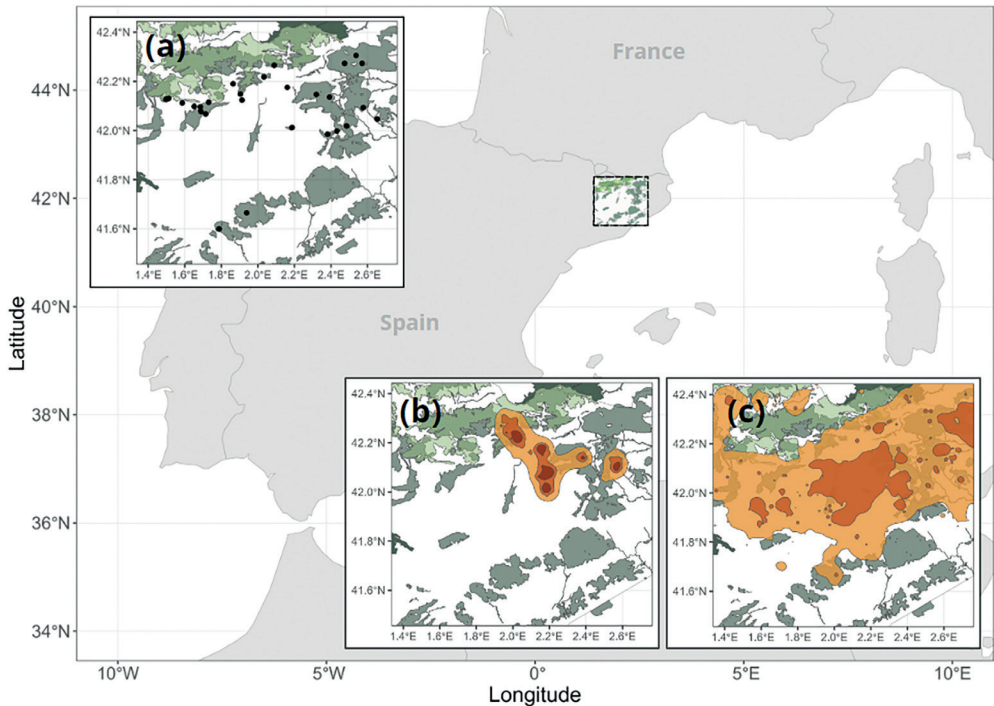 (a)
42.4°N
42.2°N
42.0°N
41.8°N
41.6°N
1.4°E 1.6°E 1.8°E 2.0°E 2.2°E 2.4°E 2.6°E
France
Spain
(b)
42.4°N
42.2°N
42.0°N
41.8°N
41.6°N
1.4°E 1.6°E 1.8°E 2.0°E 2.2°E 2.4°E 2.6°E
(c)
42.4°N
42.2°N
42.0°N
41.8°N
41.6°N
1.4°E 1.6°E 1.8°E 2.0°E 2.2°E 2.4°E 2.6°E
Latitude
44°N
42°N
40°N
38°N
36°N
34°N
10°W 5°W 0° 5°E 10°E
Longitude